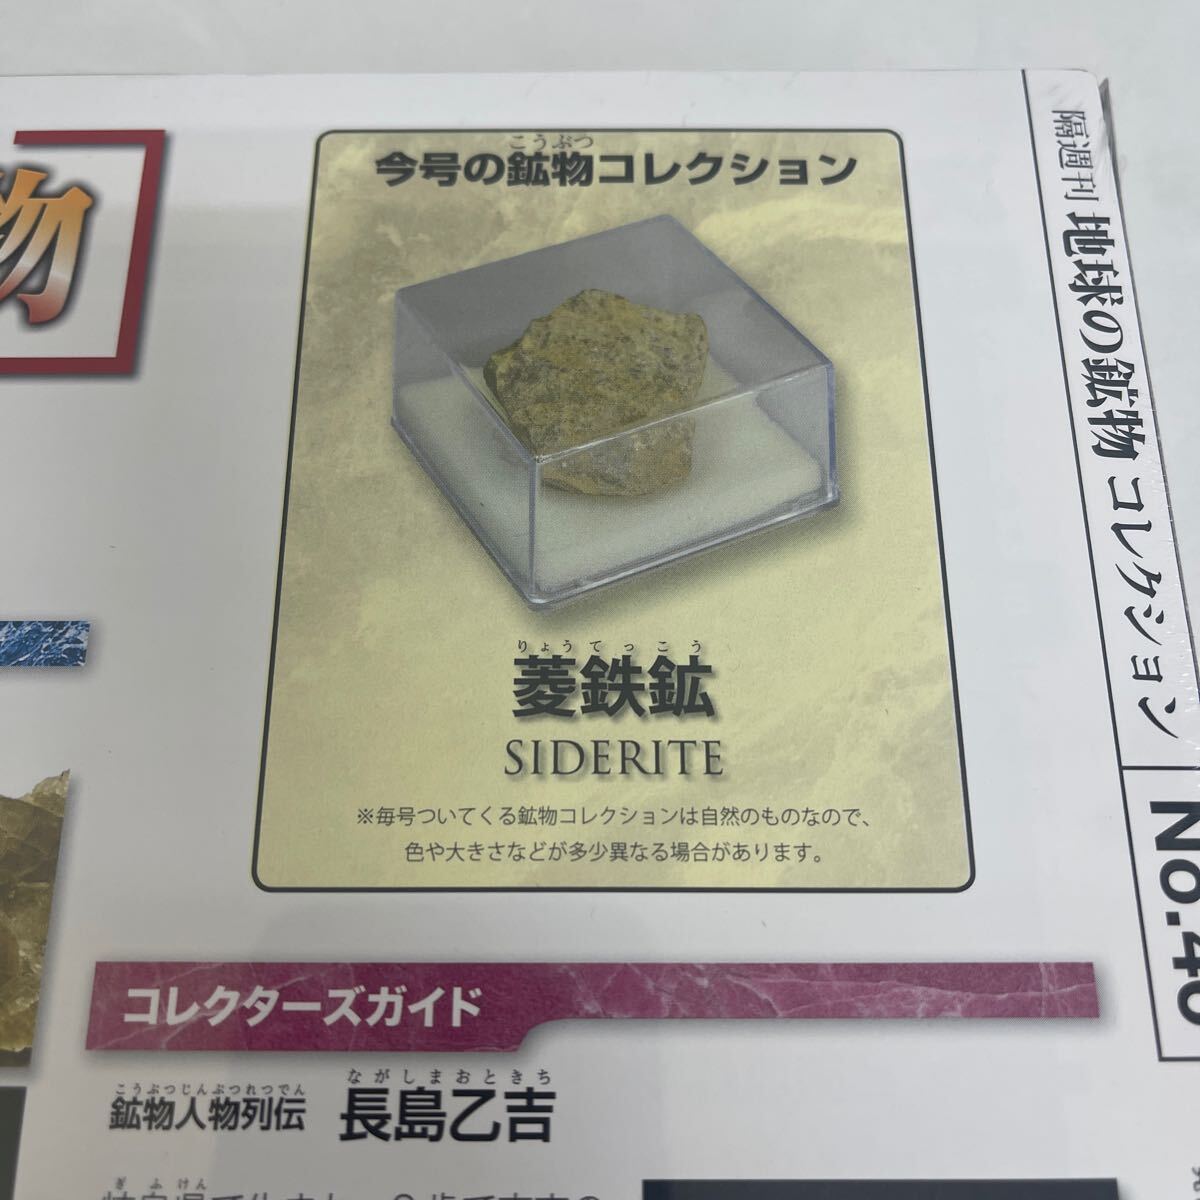 物
こうぶつ
今号の鉱物コレクション
りょうてっこう
菱鉄鉱
SIDERITE
※毎号ついてくる鉱物コレクションは自然のものなので、
色や大きさなどが多少異なる場合があります。
隔週刊 地球の鉱物 コレクション
コレクターズガイド
こうぶつじんぶつれつでん
鉱物人物列伝
ながしまおときち
長島乙吉
ぎふけん